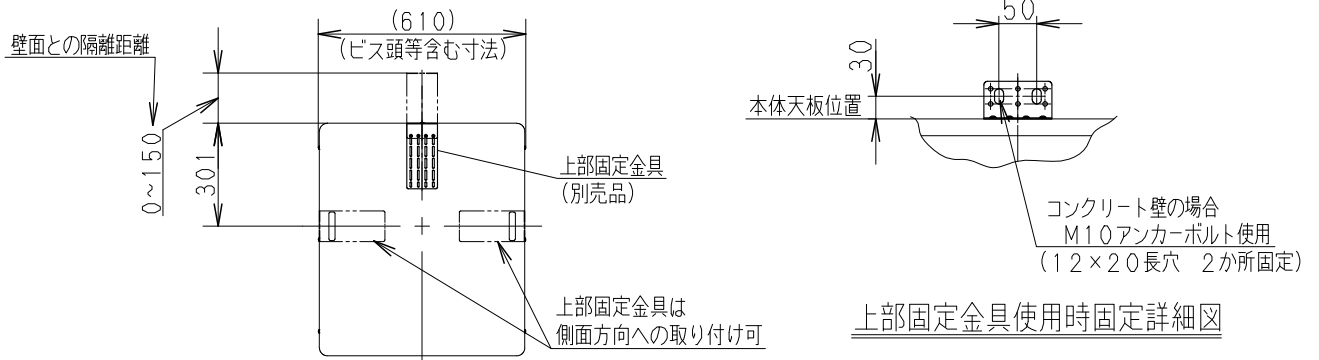 (610)
(ビス頭等含む寸法)
壁面との隔離距離
0~150
301
上部固定金具
(別売品)
上部固定金具は
側面方向への取り付け可
50
30
本体天板位置
コンクリート壁の場合
M10アンカーボルト使用
(12×20長穴 2か所固定)
上部固定金具使用時固定詳細図